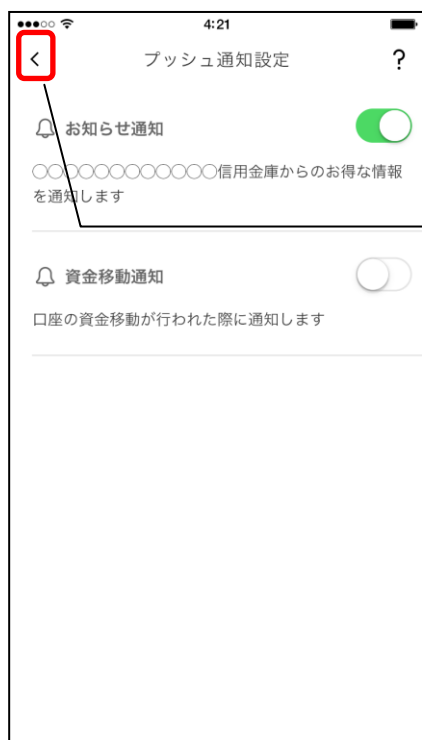 4:21
< プッシュ通知設定 ?
お知らせ通知
○○○○○○○○○○○○信用金庫からのお得な情報
を通知します
資金移動通知
口座の資金移動が行われた際に通知します